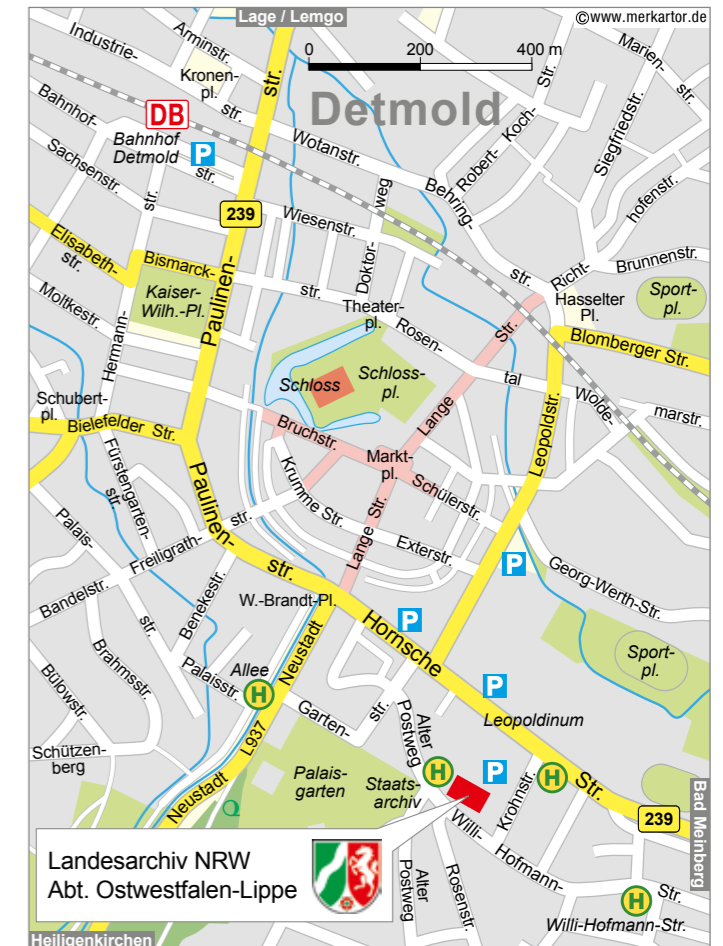 Lage / Lemgo
©www.merkartor.de
0 200 400 m
Detmold
Industrie-
str.
Arminstr.
Kronen-
pl.
str.
Marien-
str.
Bahnhof-
DB
Bahnhof
Detmold
P
str.
Wotanstr.
Behring-
str.
Robert-
Koch-
Str.
Siegfriedstr.
Richt-
hofenstr.
Brunnenstr.
Sachsenstr.
str.
239
Wiesenstr.
Doktor-
weg
Elisabeth-
str.
Bismarck-
str.
Kaiser-
Wilh.-Pl.
Paulinen-
Moltkestr.
Hermann-
Theater-
pl.
Rosen-
tal
Hasselter
Pl.
Sport-
pl.
Blomberger Str.
Schloss
Schloss-
pl.
Lange
Str.
Wolde-
marstr.
Leopoldstr.
Schubert-
pl.
Bielefelder Str.
Bruchstr.
Markt-
pl.
Schülerstr.
Fürstengarten-
str.
Paulinen-
str.
Krumme Str.
Lange Str.
Exterstr.
Palais-
str.
Freiligrath-
str.
Bandelstr.
Benekestr.
W.-Brandt-Pl.
P
Georg-Werth-Str.
P
Hornsche
Str.
Sport-
pl.
Brahmsstr.
Bülowstr.
Palaisstr.
Allee
H
Neustadt
L937
Neustadt
Garten-
str.
P
Leopoldinum
Schützen-
berg
Alter
Postweg
Palais-
garten
Staats-
archiv
H
P
H
Krohnstr.
239
Bad Meinberg
Willi-
Hofmann-
Str.
Alter
Postweg
Rosenstr.
H
Willi-Hofmann-Str.
Landesarchiv NRW
Abt. Ostwestfalen-Lippe
Heiligenkirchen